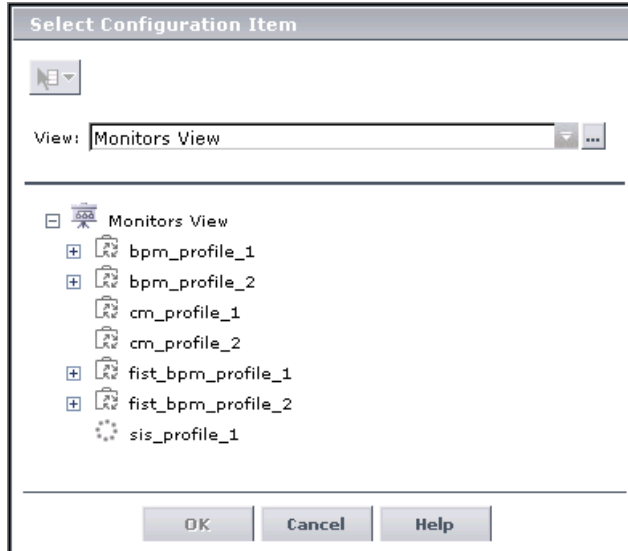 Select Configuration Item
View: Monitors View ...
Monitors View
bpm_profile_1
bpm_profile_2
cm_profile_1
cm_profile_2
fist_bpm_profile_1
fist_bpm_profile_2
sis_profile_1
OK Cancel Help